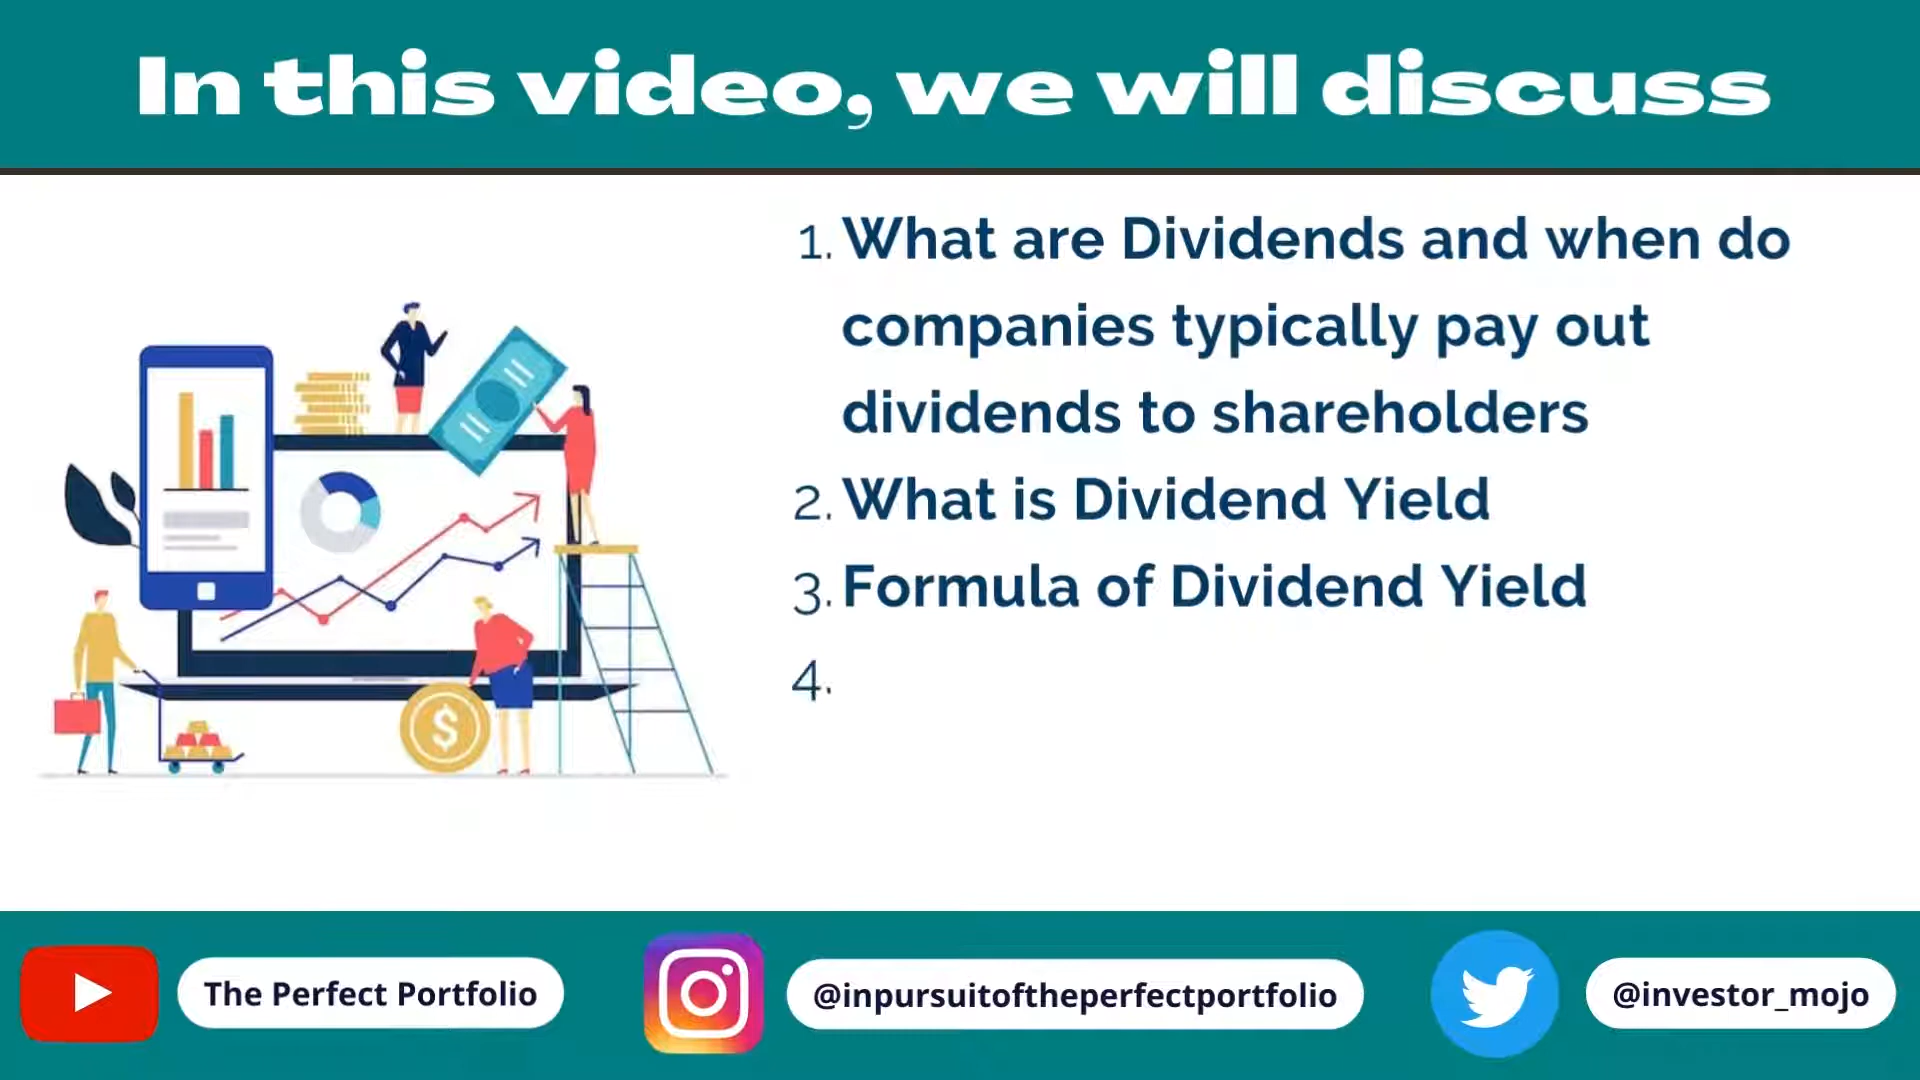 In this video, we will discuss
1. What are Dividends and when do
companies typically pay out
dividends to shareholders
2. What is Dividend Yield
3. Formula of Dividend Yield
4.
$
The Perfect Portfolio
@inpursuitoftheperfectportfolio
@investor_mojo